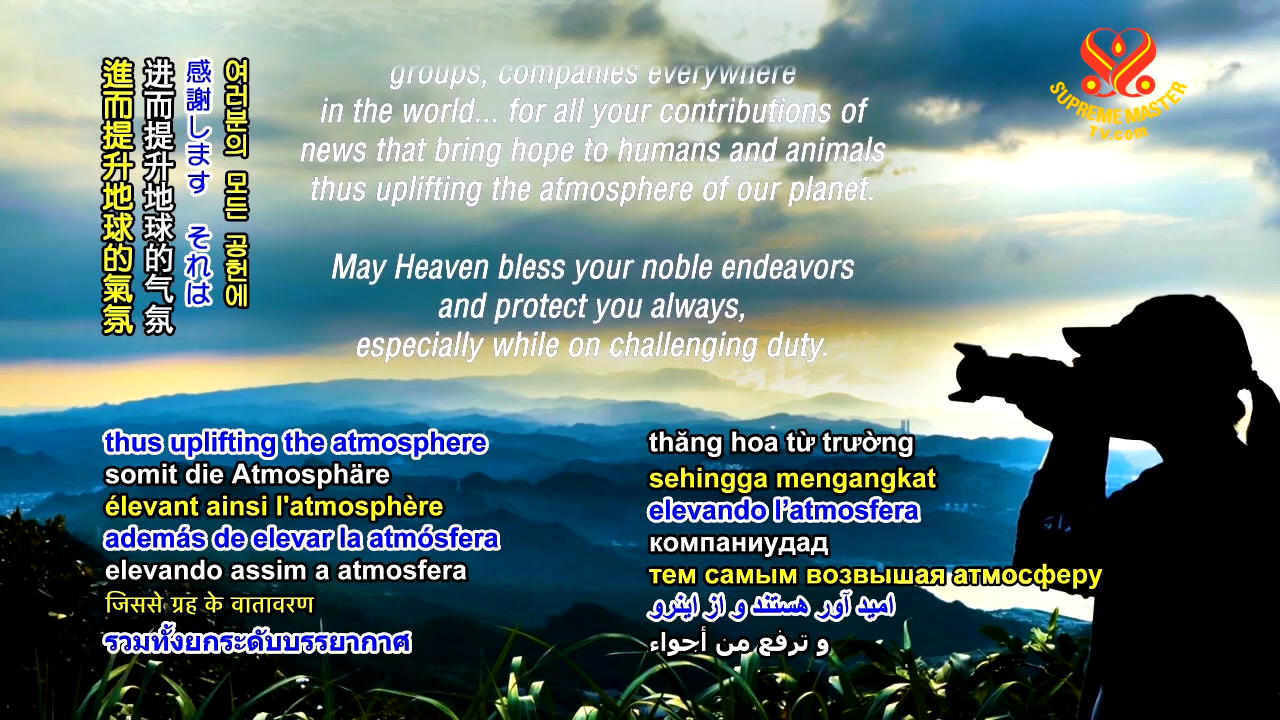 groups, companies everywhere
in the world... for all your contributions of
news that bring hope to humans and animals
thus uplifting the atmosphere of our planet.
May Heaven bless your noble endeavors
and protect you always,
especially while on challenging duty.
SUPREME MASTER
TV.com
進而提升地球的氣氛
进而提升地球的气氛
感謝します それは
여러분의 모든 공헌에
thus uplifting the atmosphere
somit die Atmosphäre
élevant ainsi l'atmosphère
además de elevar la atmósfera
elevando assim a atmosfera
जिससे ग्रह के वातावरण
รวมทั้งยกระดับบรรยากาศ
thăng hoa từ trường
sehingga mengangkat
elevando l’atmosfera
компаниудад
тем самым возвышая атмосферу
امید آور هستند و از اینرو
و ترفع من أجواء